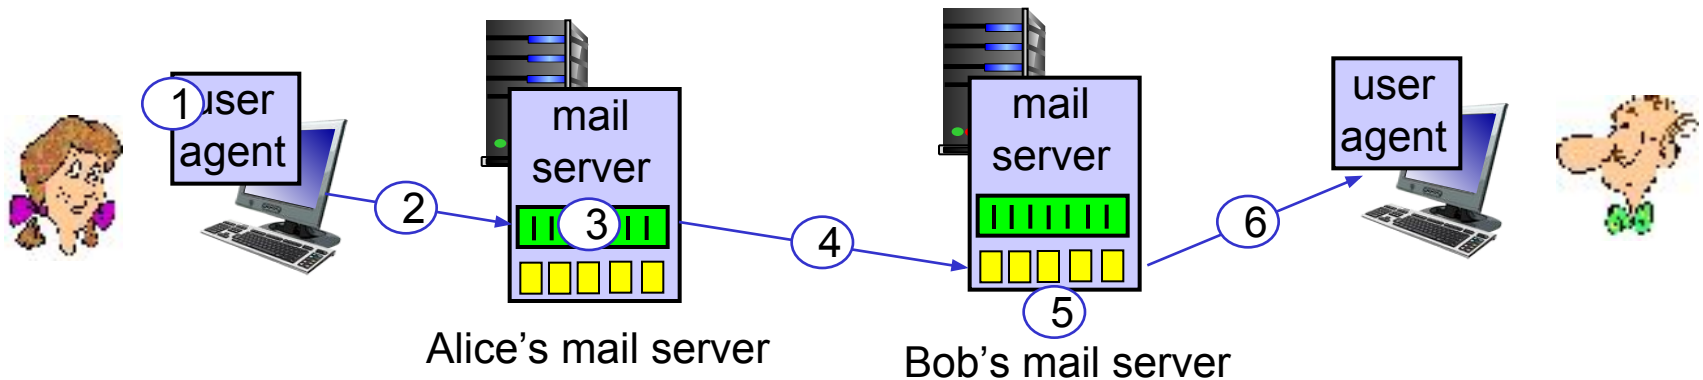 1
user
agent
2
mail
server
3
Alice's mail server
4
mail
server
5
Bob's mail server
6
user
agent